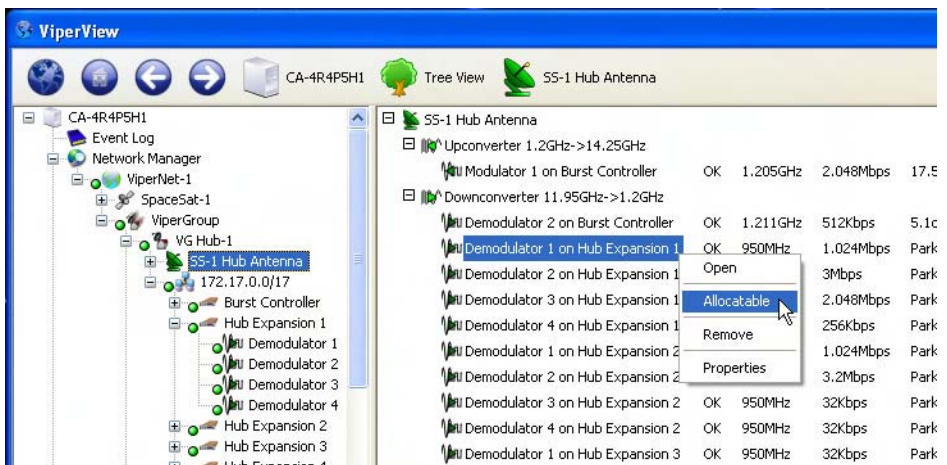 ViperView
CA-4R4P5H1 Tree View SS-1 Hub Antenna
CA-4R4P5H1
Event Log
Network Manager
ViperNet-1
SpaceSat-1
ViperGroup
VG Hub-1
SS-1 Hub Antenna
172.17.0.0/17
Burst Controller
Hub Expansion 1
Demodulator 1
Demodulator 2
Demodulator 3
Demodulator 4
Hub Expansion 2
Hub Expansion 3
SS-1 Hub Antenna
Upconverter 1.2GHz->14.25GHz
Modulator 1 on Burst Controller OK 1.205GHz 2.048Mbps 17.5
Downconverter 11.95GHz->1.2GHz
Demodulator 2 on Burst Controller OK 1.211GHz 512Kbps
Demodulator 1 on Hub Expansion 1 OK 950MHz 1.024Mbps Park
Demodulator 2 on Hub Expansion 1 3Mbps Park
Demodulator 3 on Hub Expansion 1 2.048Mbps Park
Demodulator 4 on Hub Expansion 1 256Kbps Park
Demodulator 1 on Hub Expansion 2 1.024Mbps Park
Demodulator 2 on Hub Expansion 2 3.2Mbps Park
Demodulator 3 on Hub Expansion 2 OK 950MHz 32Kbps Park
Demodulator 4 on Hub Expansion 2 OK 950MHz 32Kbps Park
Demodulator 1 on Hub Expansion 3 OK 950MHz 32Kbps Park
Open
Allocatable
Remove
Properties